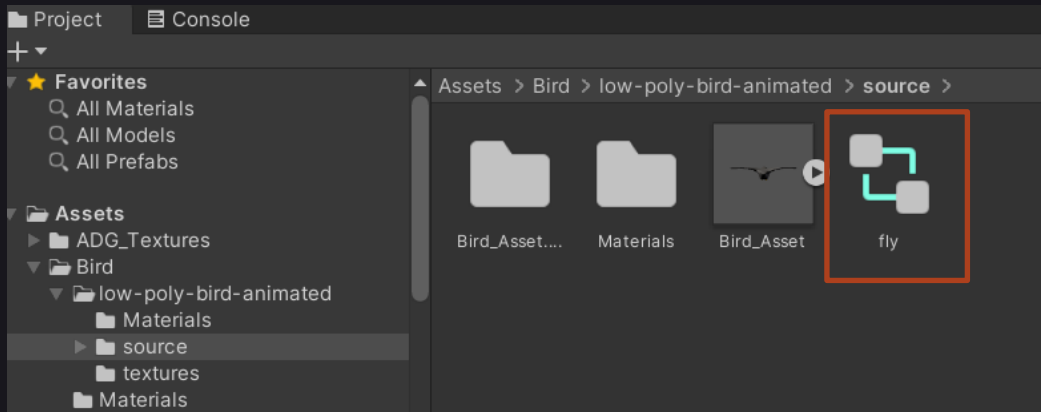 Project
Console
Favorites
All Materials
All Models
All Prefabs
Assets
ADG_Textures
Bird
low-poly-bird-animated
Materials
source
textures
Materials
Assets > Bird > low-poly-bird-animated > source >
Bird_Asset....
Materials
Bird_Asset
fly